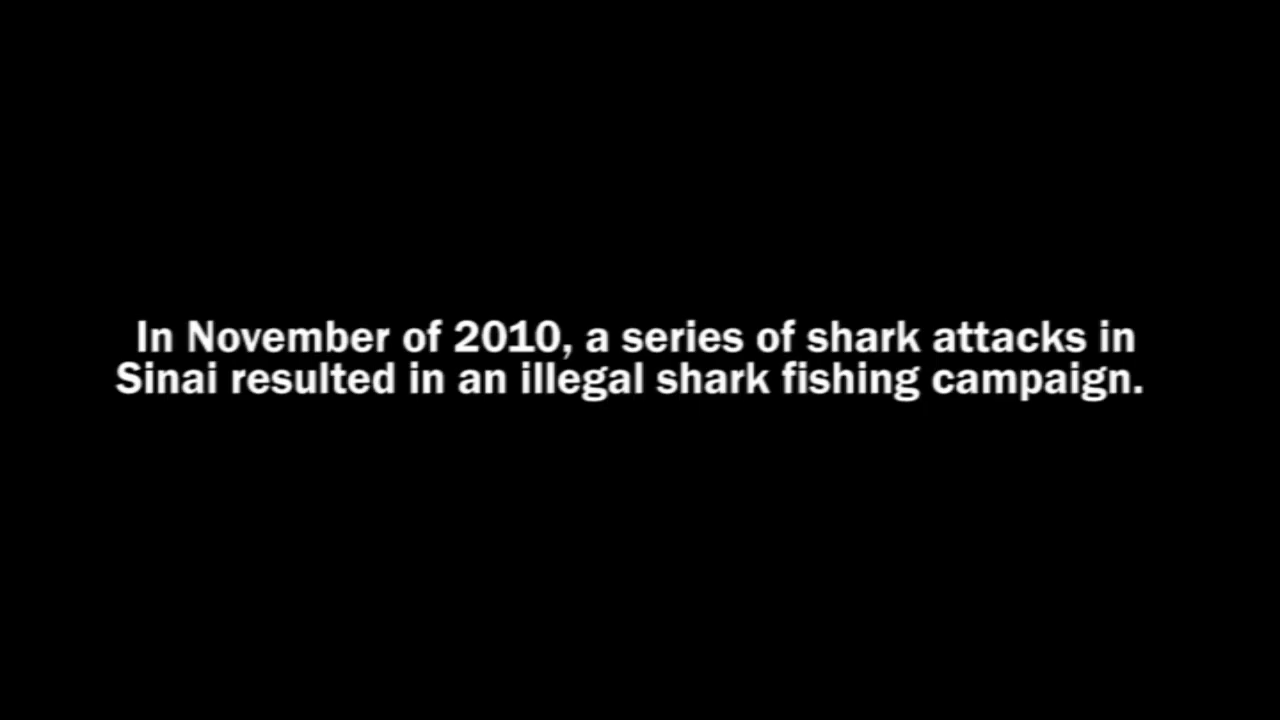 In November of 2010, a series of shark attacks in
Sinai resulted in an illegal shark fishing campaign.